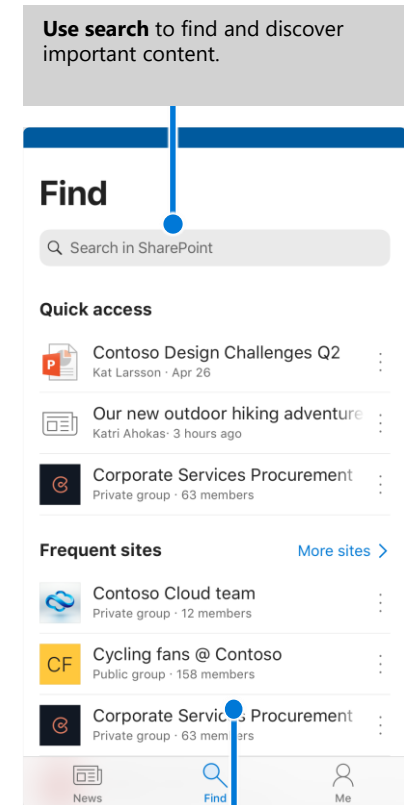 Use search to find and discover
important content.
Find
Search in SharePoint
Quick access
Contoso Design Challenges Q2
Kat Larsson · Apr 26
Our new outdoor hiking adventure
Katri Ahokas· 3 hours ago
Corporate Services Procurement
Private group · 63 members
Frequent sites
More sites
Contoso Cloud team
Private group · 12 members
CF
Cycling fans @ Contoso
Public group · 158 members
Corporate Services Procurement
Private group · 63 members
News
Find
Me